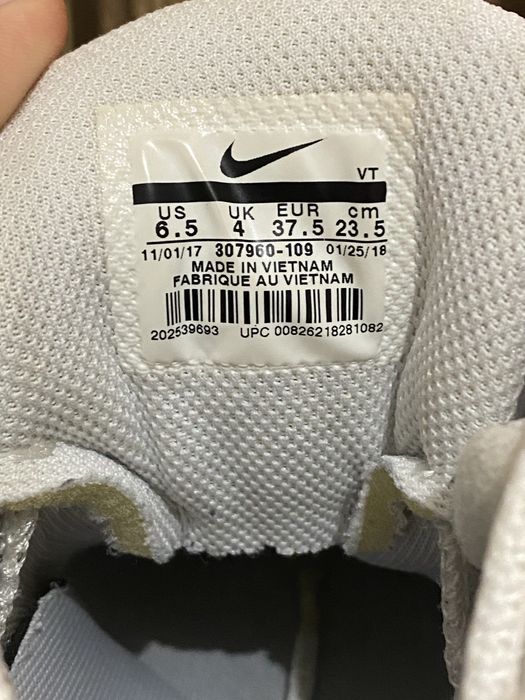 VT
US UK EUR cm
6.5 4 37.5 23.5
11/01/17 307960-109 01/25/18
MADE IN VIETNAM
FABRIQUE AU VIETNAM
202539693 UPC 00826218281082